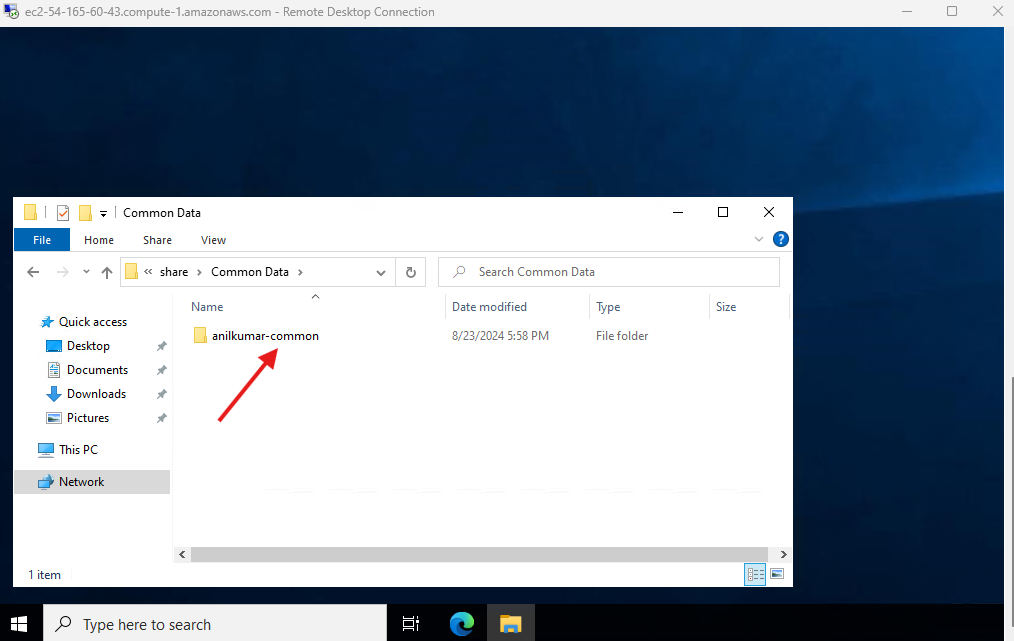 ec2-54-165-60-43.compute-1.amazonaws.com - Remote Desktop Connection
Common Data
File Home Share View
« share › Common Data › Search Common Data
Name Date modified Type Size
anilkumar-common 8/23/2024 5:58 PM File folder
Quick access
Desktop
Documents
Downloads
Pictures
This PC
Network
1 item
Type here to search